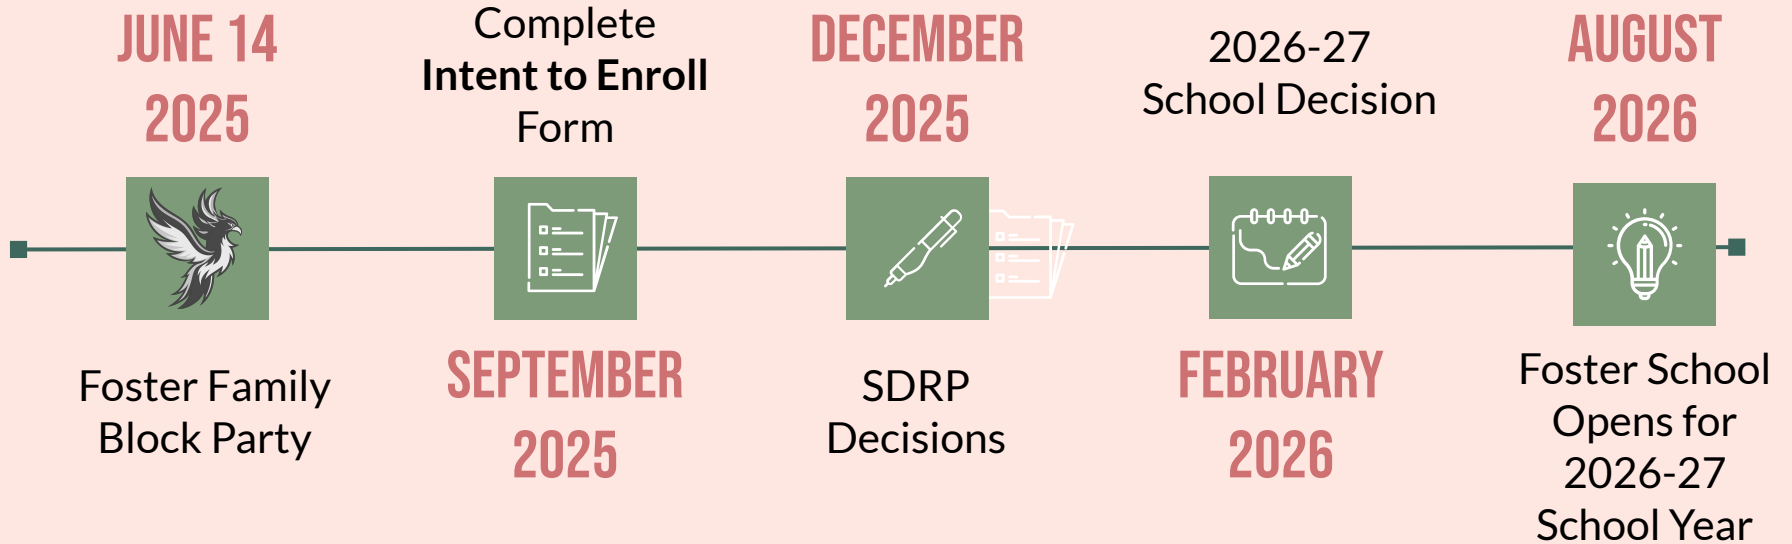 JUNE 14
2025
Foster Family
Block Party
Complete
Intent to Enroll
Form
SEPTEMBER
2025
DECEMBER
2025
SDRP
Decisions
2026-27
School Decision
FEBRUARY
2026
AUGUST
2026
Foster School
Opens for
2026-27
School Year